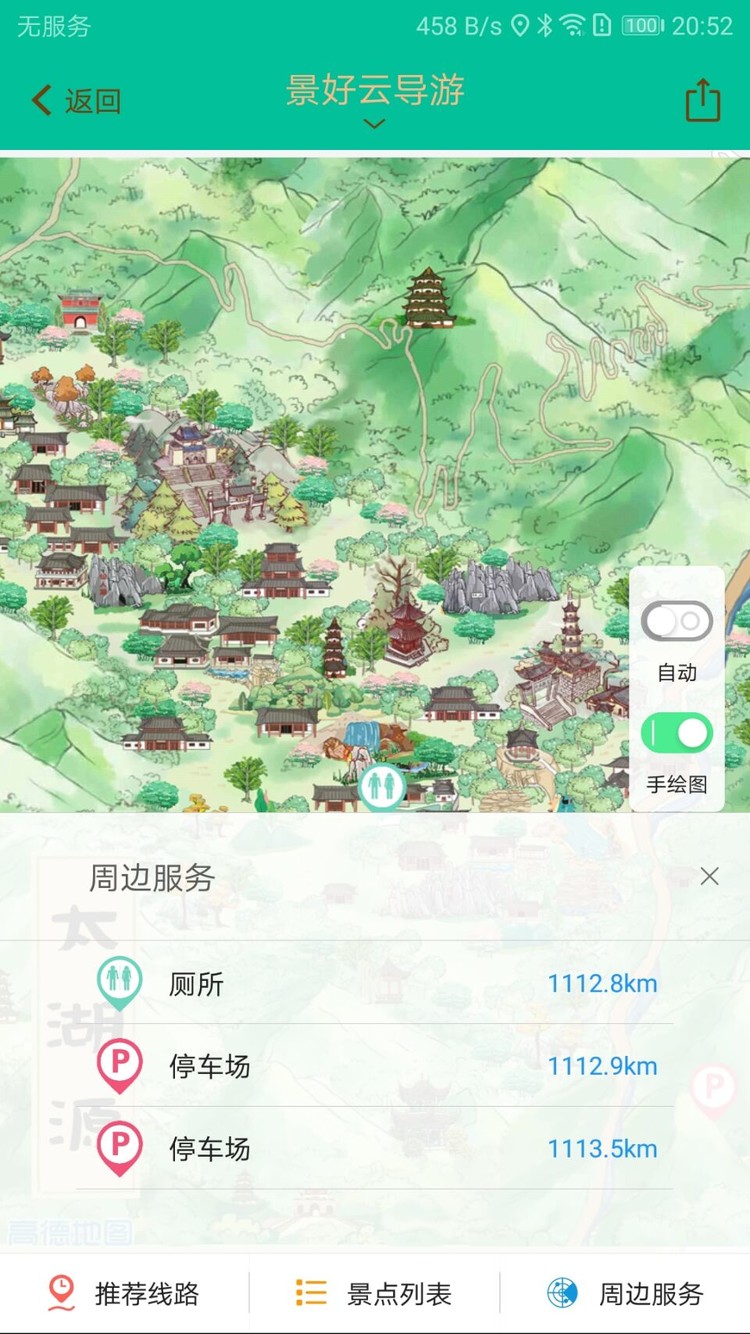 无服务 458 B/s 100 20:52
返回 景好云导游
自动
手绘图
周边服务
厕所 1112.8km
P 停车场 1112.9km
P
P 停车场 1113.5km
太
湖
源
高德地图
推荐线路 景点列表 周边服务